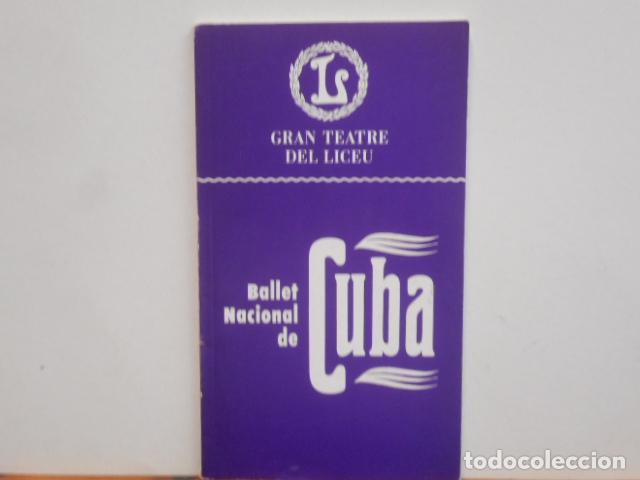 LS
GRAN TEATRE
DEL LICEU
Ballet
Nacional
de
Cuba
todocoleccion